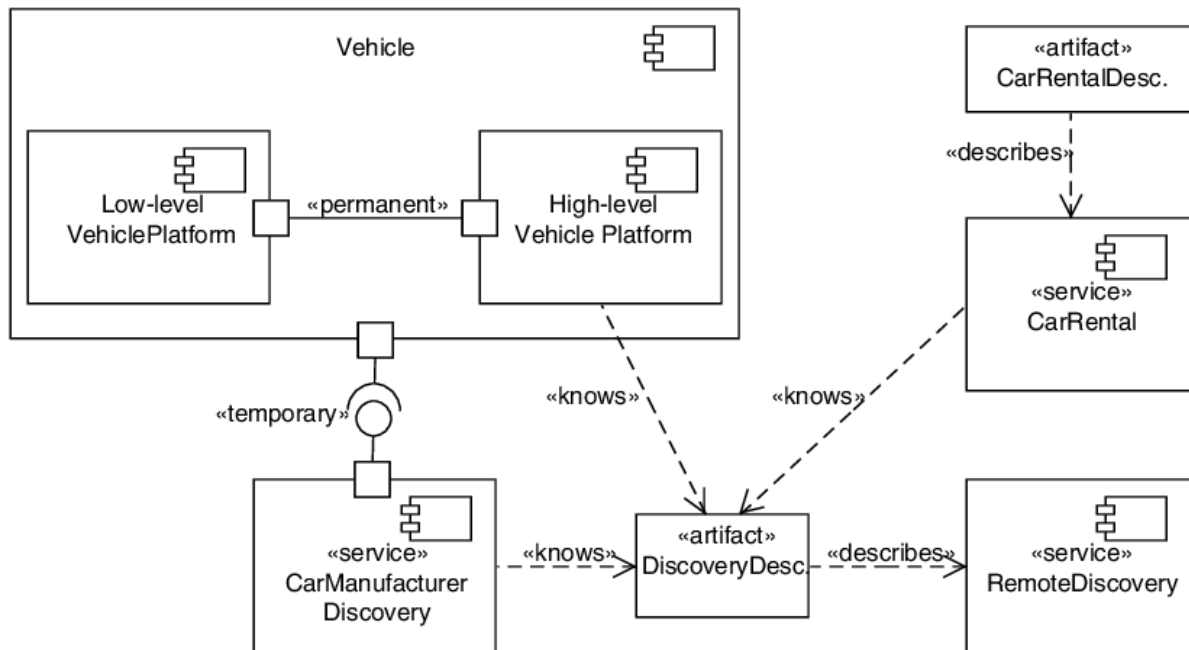 Vehicle
«artifact»
CarRentalDesc.
«describes»
Low-level
VehiclePlatform
«permanent»
High-level
Vehicle Platform
«service»
CarRental
«temporary»
«knows»
«knows»
«service»
CarManufacturer
Discovery
«knows»
«artifact»
DiscoveryDesc.
«describes»
«service»
RemoteDiscovery